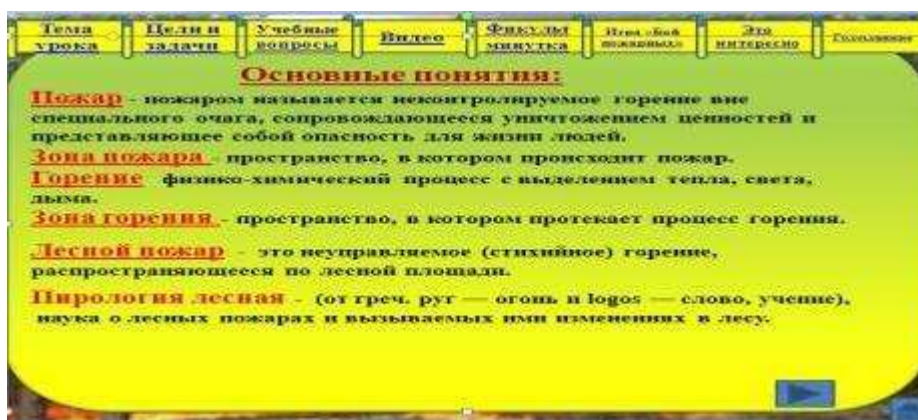 Тема урока
Цели и задачи
Учебные вопросы
Видео
Физкульт минутка
Игра «Бой пожарных»
Это интересно
Основные понятия:
Пожар - пожаром называется неконтролируемое горение вне
специального очага, сопровождающееся уничтожением ценностей и
представляющее собой опасность для жизни людей.
Зона пожара - пространство, в котором происходит пожар.
Горение физико-химический процесс с выделением тепла, света,
дыма.
Зона горения - пространство, в котором протекает процесс горения.
Лесной пожар - это неуправляемое (стихийное) горение,
распространяющееся по лесной площади.
Пирология лесная - (от греч. pyr — огонь и logos — слово, учение),
наука о лесных пожарах и вызываемых ими изменениях в лесу.